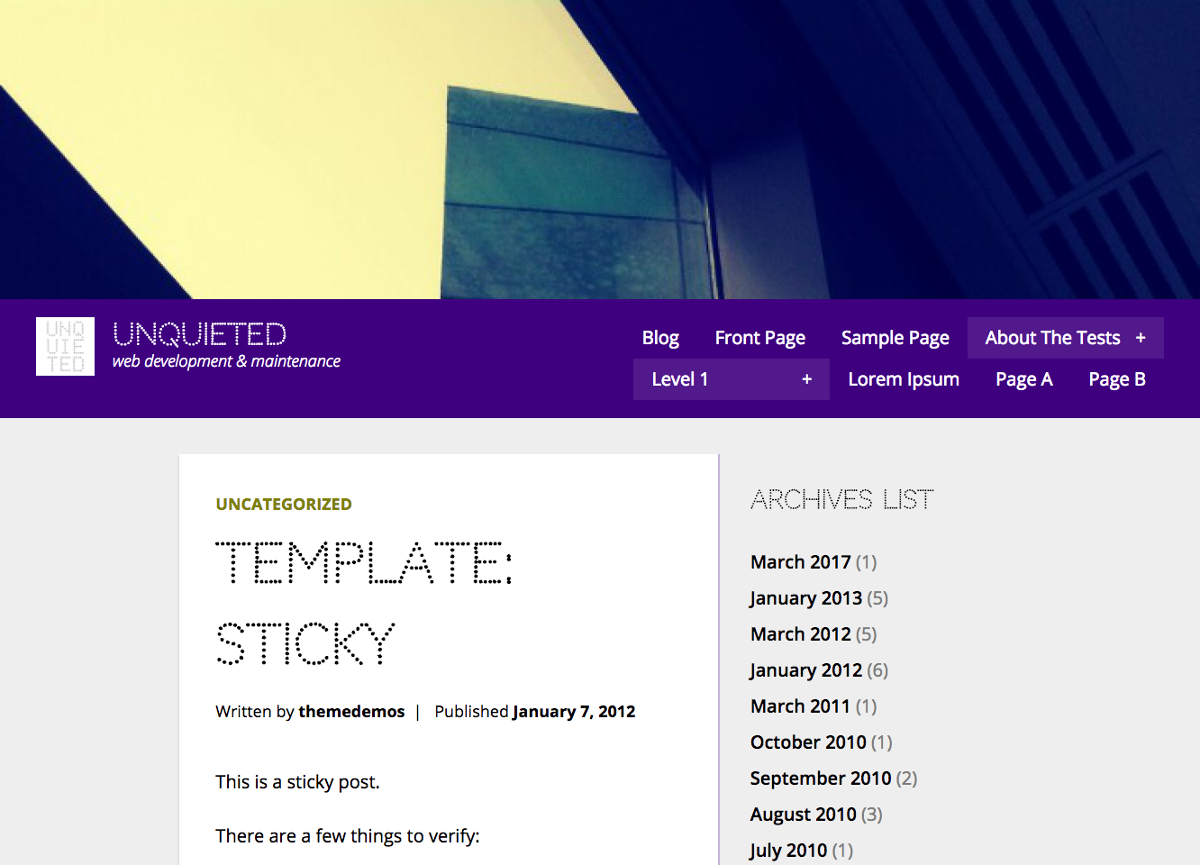 UNQ
UIE
TED
UNQUIETED
web development & maintenance
Blog Front Page Sample Page About The Tests +
Level 1 + Lorem Ipsum Page A Page B
UNCATEGORIZED
TEMPLATE:
STICKY
Written by themedemos | Published January 7, 2012
This is a sticky post.
There are a few things to verify:
ARCHIVES LIST
March 2017 (1)
January 2013 (5)
March 2012 (5)
January 2012 (6)
March 2011 (1)
October 2010 (1)
September 2010 (2)
August 2010 (3)
July 2010 (1)